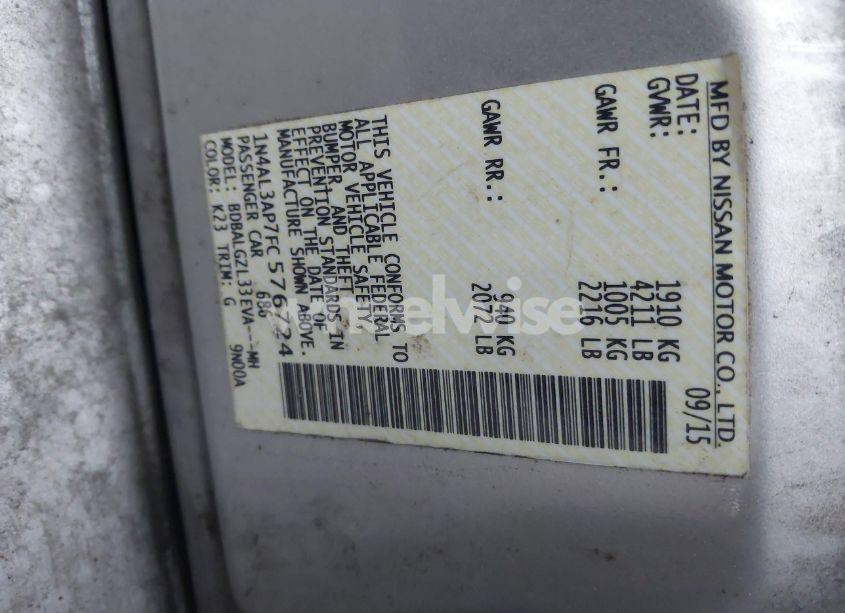 MFD BY NISSAN MOTOR CO., LTD.
DATE: 09/15
GVWR: 1910 KG
4211 LB
GAWR FR.: 1005 KG
2216 LB
GAWR RR.: 940 KG
2072 LB
THIS VEHICLE CONFORMS TO
ALL APPLICABLE FEDERAL
MOTOR VEHICLE SAFETY
BUMPER AND THEFT
PREVENTION STANDARDS IN
EFFECT ON THE DATE OF
MANUFACTURE SHOWN ABOVE.
1N4AL3AP7FC576724
PASSENGER CAR 686
MODEL: BDBALGZL33EVA---MH
COLOR: K23 TRIM: G 9W00A